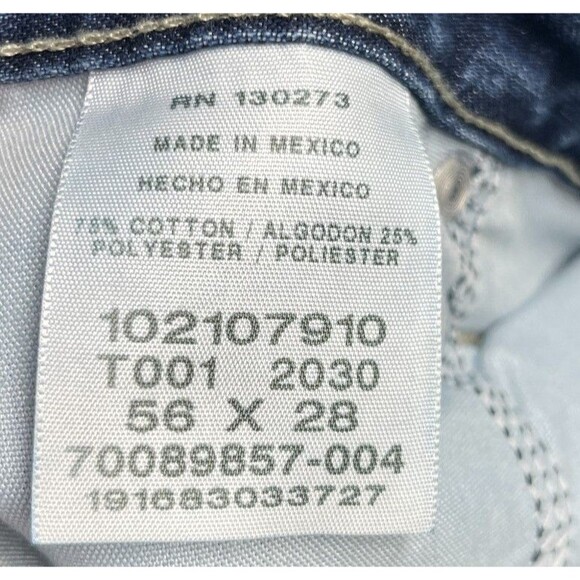 RN 130273
MADE IN MEXICO
HECHO EN MEXICO
75% COTTON / ALGODON 25%
POLYESTER / POLIESTER
102107910
T001 2030
56 X 28
70089857-004
191683033727